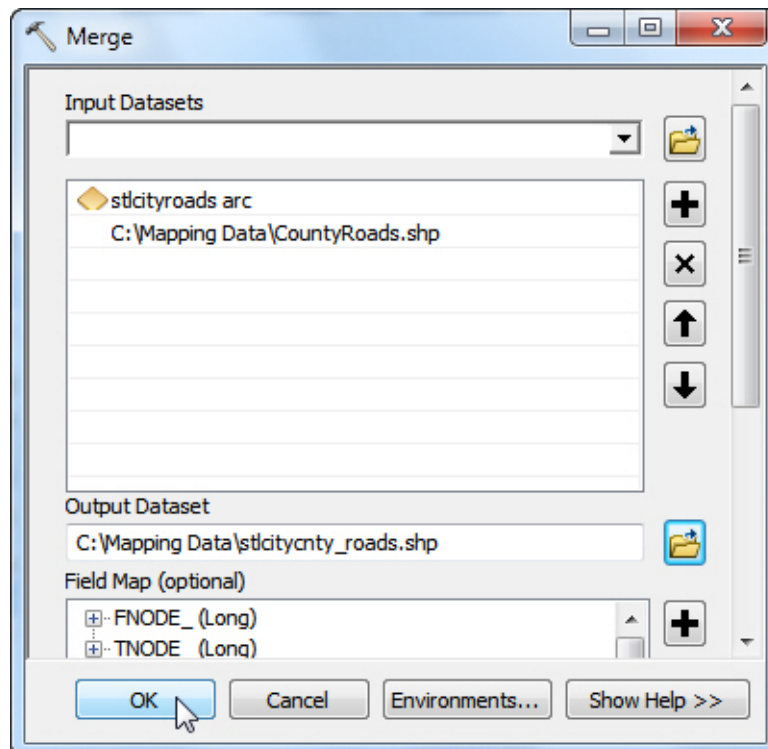 Merge
Input Datasets
stlcityroads arc
C:\Mapping Data\CountyRoads.shp
Output Dataset
C:\Mapping Data\stlcitycnty_roads.shp
Field Map (optional)
FNODE_ (Long)
TNODE_ (Long)
OK Cancel Environments... Show Help >>